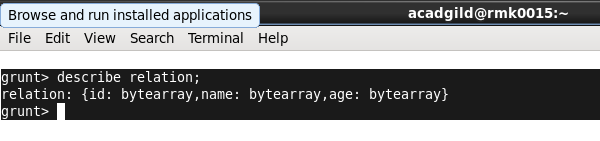 Browse and run installed applications
acadgild@rmk0015:~
File Edit View Search Terminal Help
grunt> describe relation;
relation: {id: bytearray,name: bytearray,age: bytearray}
grunt>